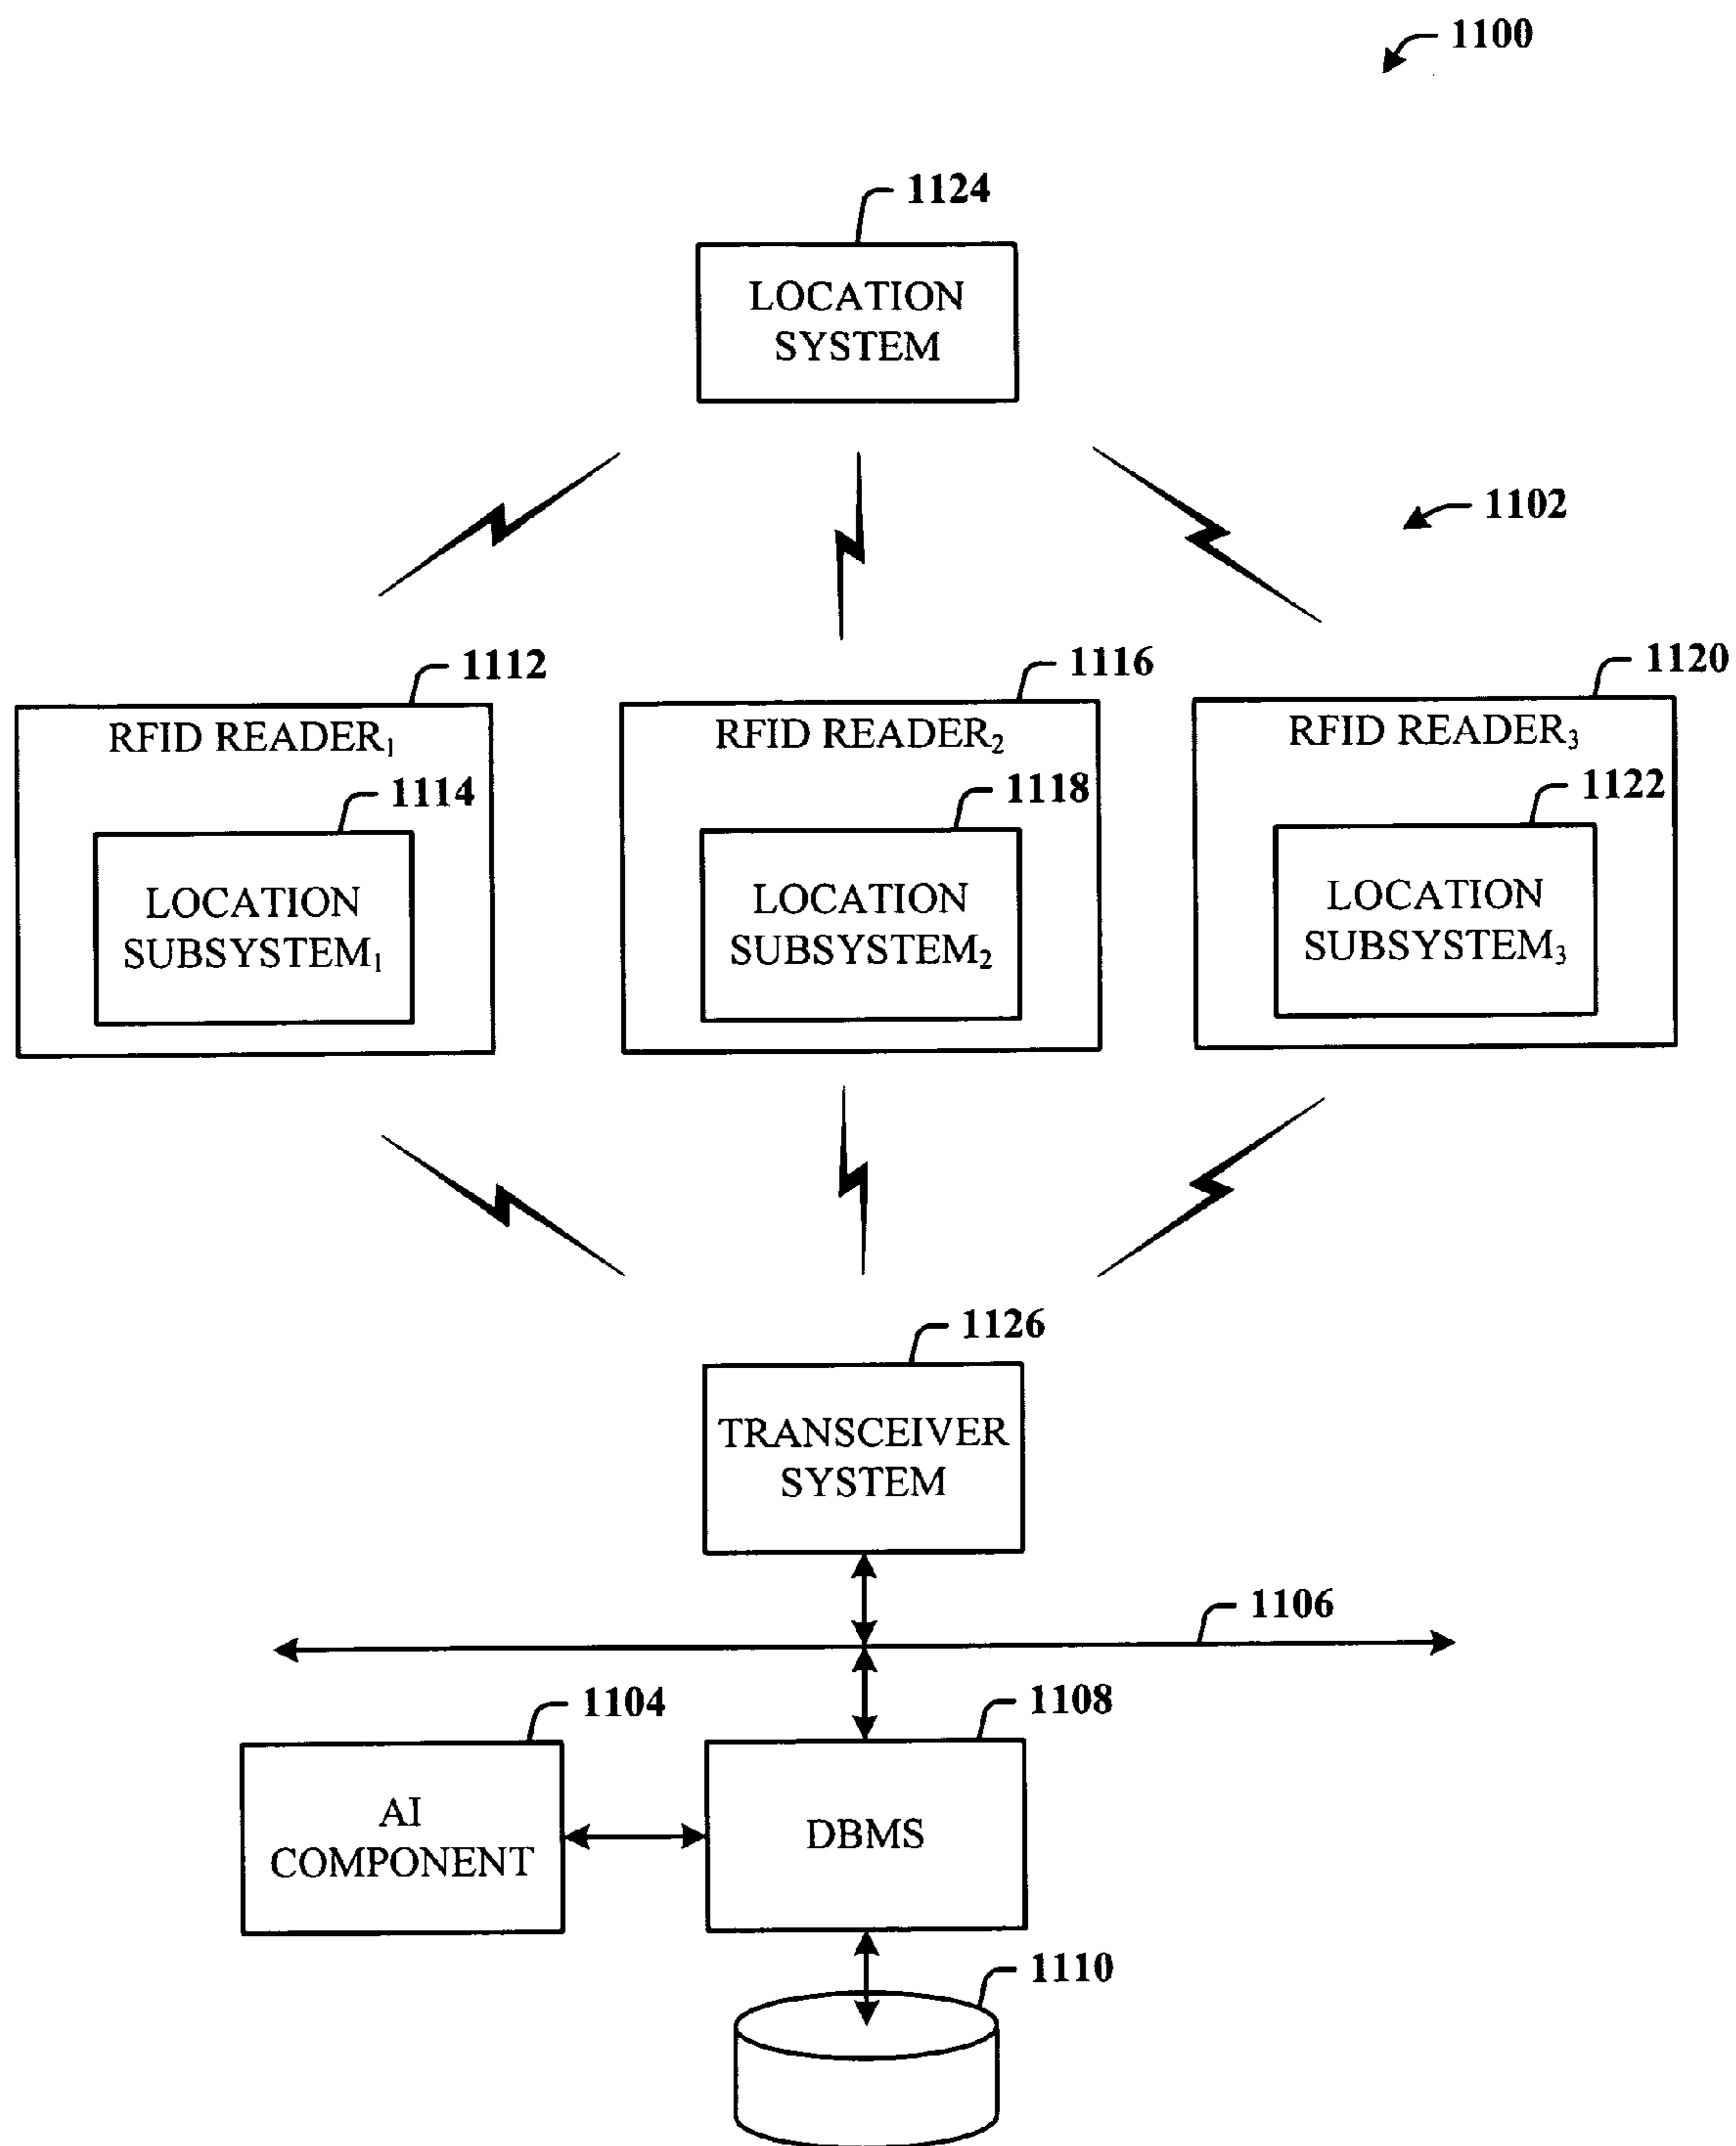 1100
1124
LOCATION
SYSTEM
1102
1112
1116
1120
RFID READER₁
RFID READER₂
RFID READER₃
1114
1118
1122
LOCATION
SUBSYSTEM₁
LOCATION
SUBSYSTEM₂
LOCATION
SUBSYSTEM₃
1126
TRANSCEIVER
SYSTEM
1106
1104
1108
AI
COMPONENT
DBMS
1110